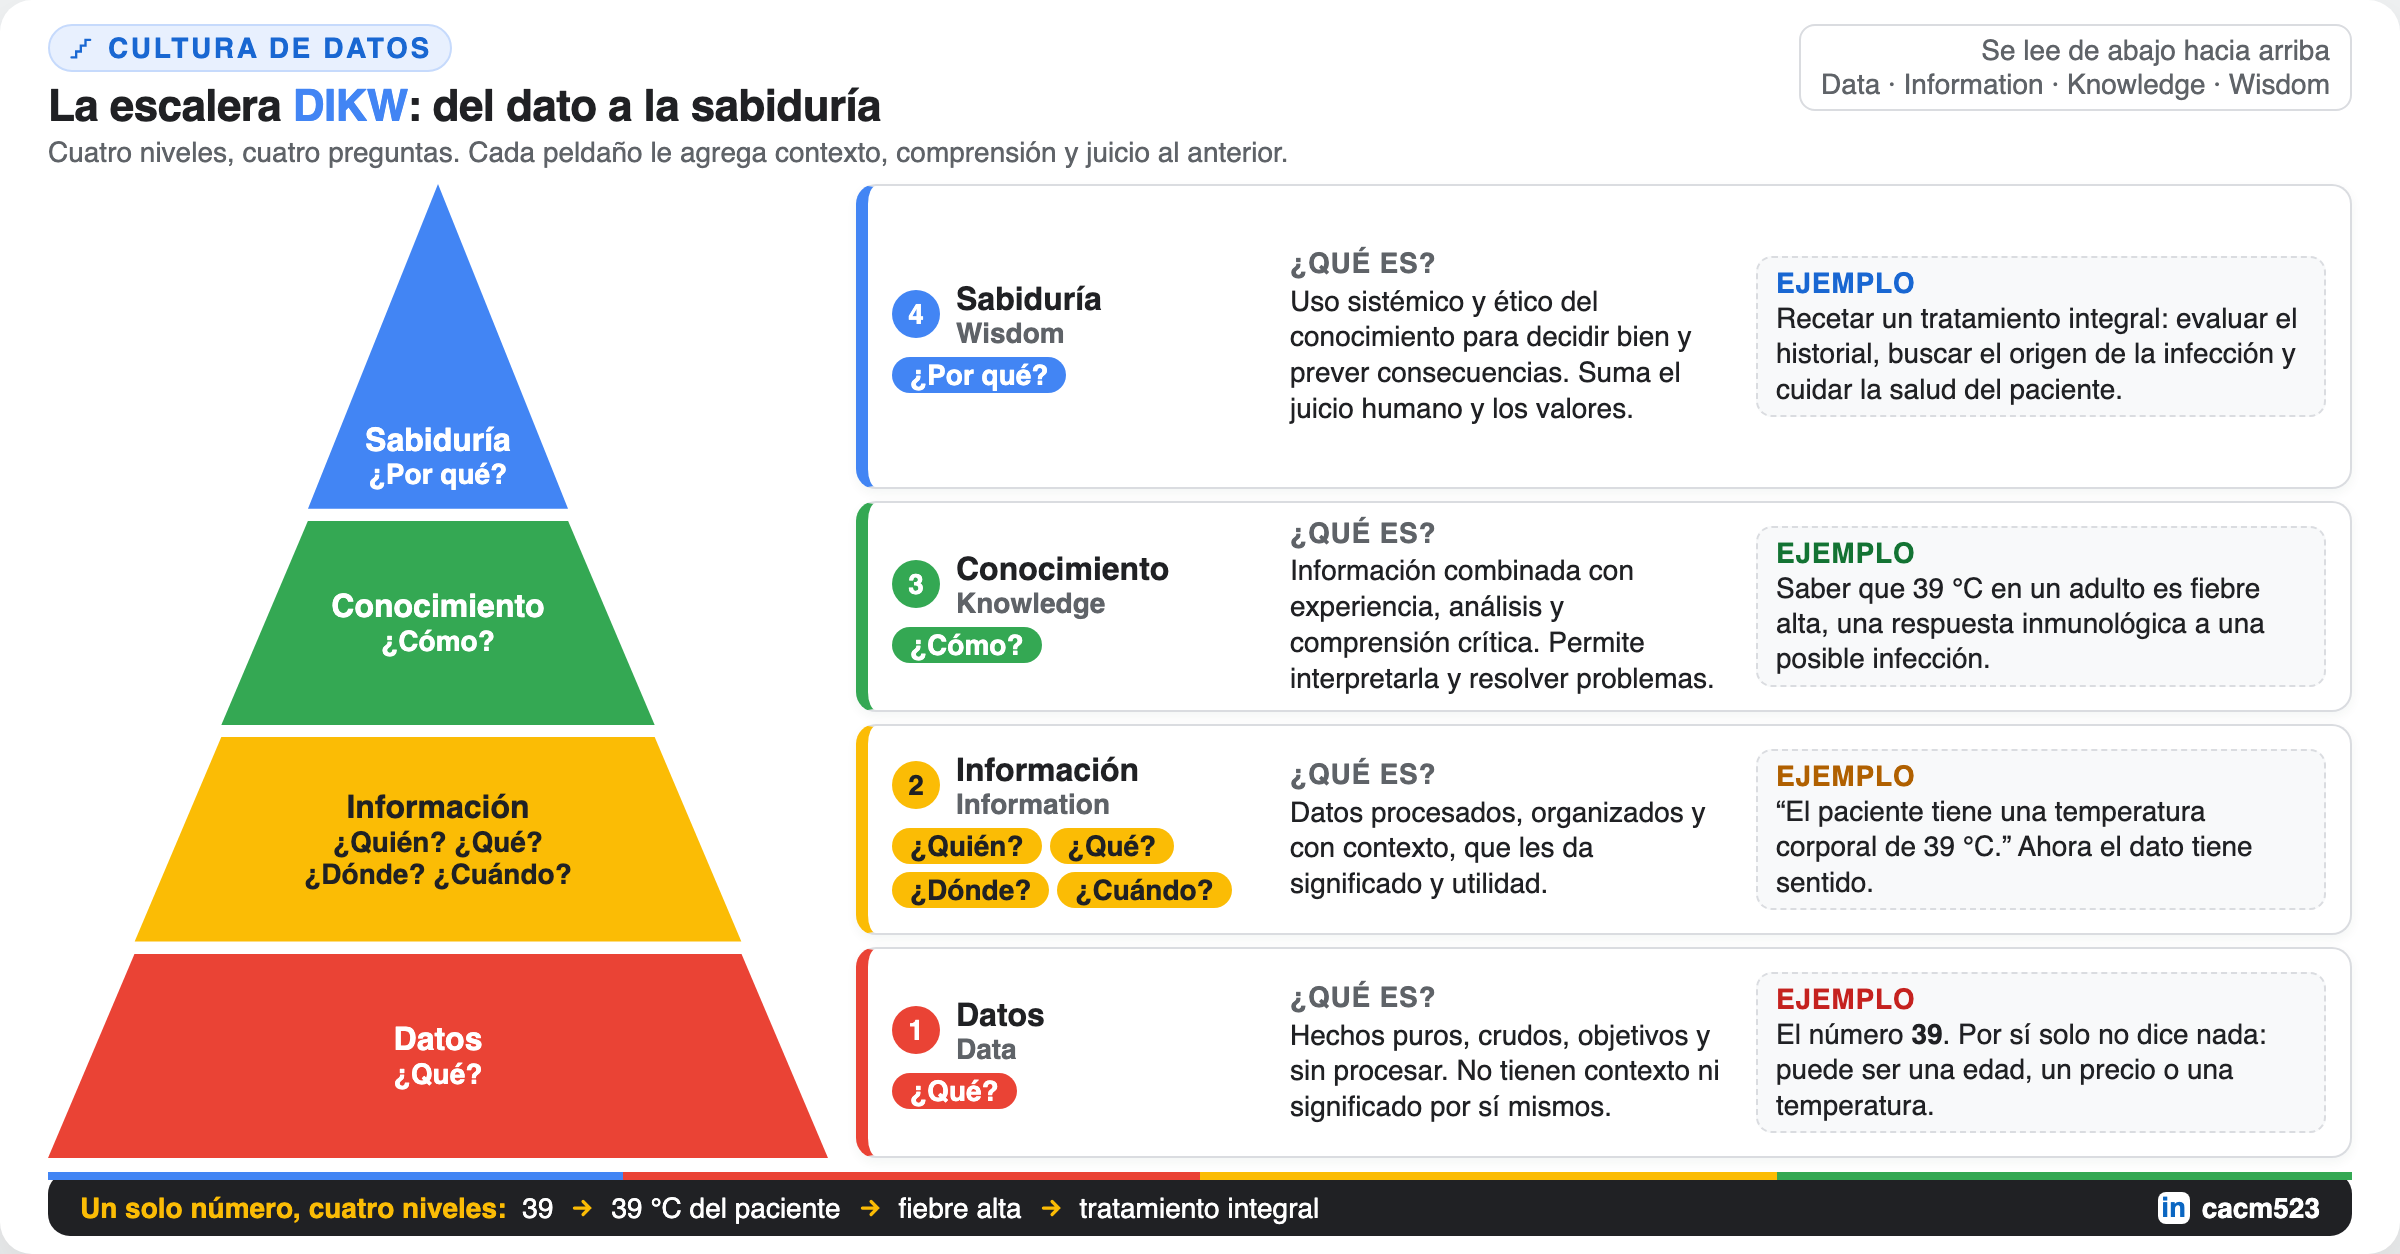 CULTURA DE DATOS
La escalera DIKW: del dato a la sabiduría
Cuatro niveles, cuatro preguntas. Cada peldaño le agrega contexto, comprensión y juicio al anterior.
Se lee de abajo hacia arriba
Data · Information · Knowledge · Wisdom
Sabiduría
¿Por qué?
Conocimiento
¿Cómo?
Información
¿Quién? ¿Qué?
¿Dónde? ¿Cuándo?
Datos
¿Qué?
4
Sabiduría
Wisdom
¿Por qué?
¿QUÉ ES?
Uso sistémico y ético del
conocimiento para decidir bien y
prever consecuencias. Suma el
juicio humano y los valores.
EJEMPLO
Recetar un tratamiento integral: evaluar el
historial, buscar el origen de la infección y
cuidar la salud del paciente.
3
Conocimiento
Knowledge
¿Cómo?
¿QUÉ ES?
Información combinada con
experiencia, análisis y
comprensión crítica. Permite
interpretarla y resolver problemas.
EJEMPLO
Saber que 39 °C en un adulto es fiebre
alta, una respuesta inmunológica a una
posible infección.
2
Información
Information
¿Quién? ¿Qué?
¿Dónde? ¿Cuándo?
¿QUÉ ES?
Datos procesados, organizados y
con contexto, que les da
significado y utilidad.
EJEMPLO
“El paciente tiene una temperatura
corporal de 39 °C.” Ahora el dato tiene
sentido.
1
Datos
Data
¿Qué?
¿QUÉ ES?
Hechos puros, crudos, objetivos y
sin procesar. No tienen contexto ni
significado por sí mismos.
EJEMPLO
El número 39. Por sí solo no dice nada:
puede ser una edad, un precio o una
temperatura.
Un solo número, cuatro niveles: 39 → 39 °C del paciente → fiebre alta → tratamiento integral
in cacm523